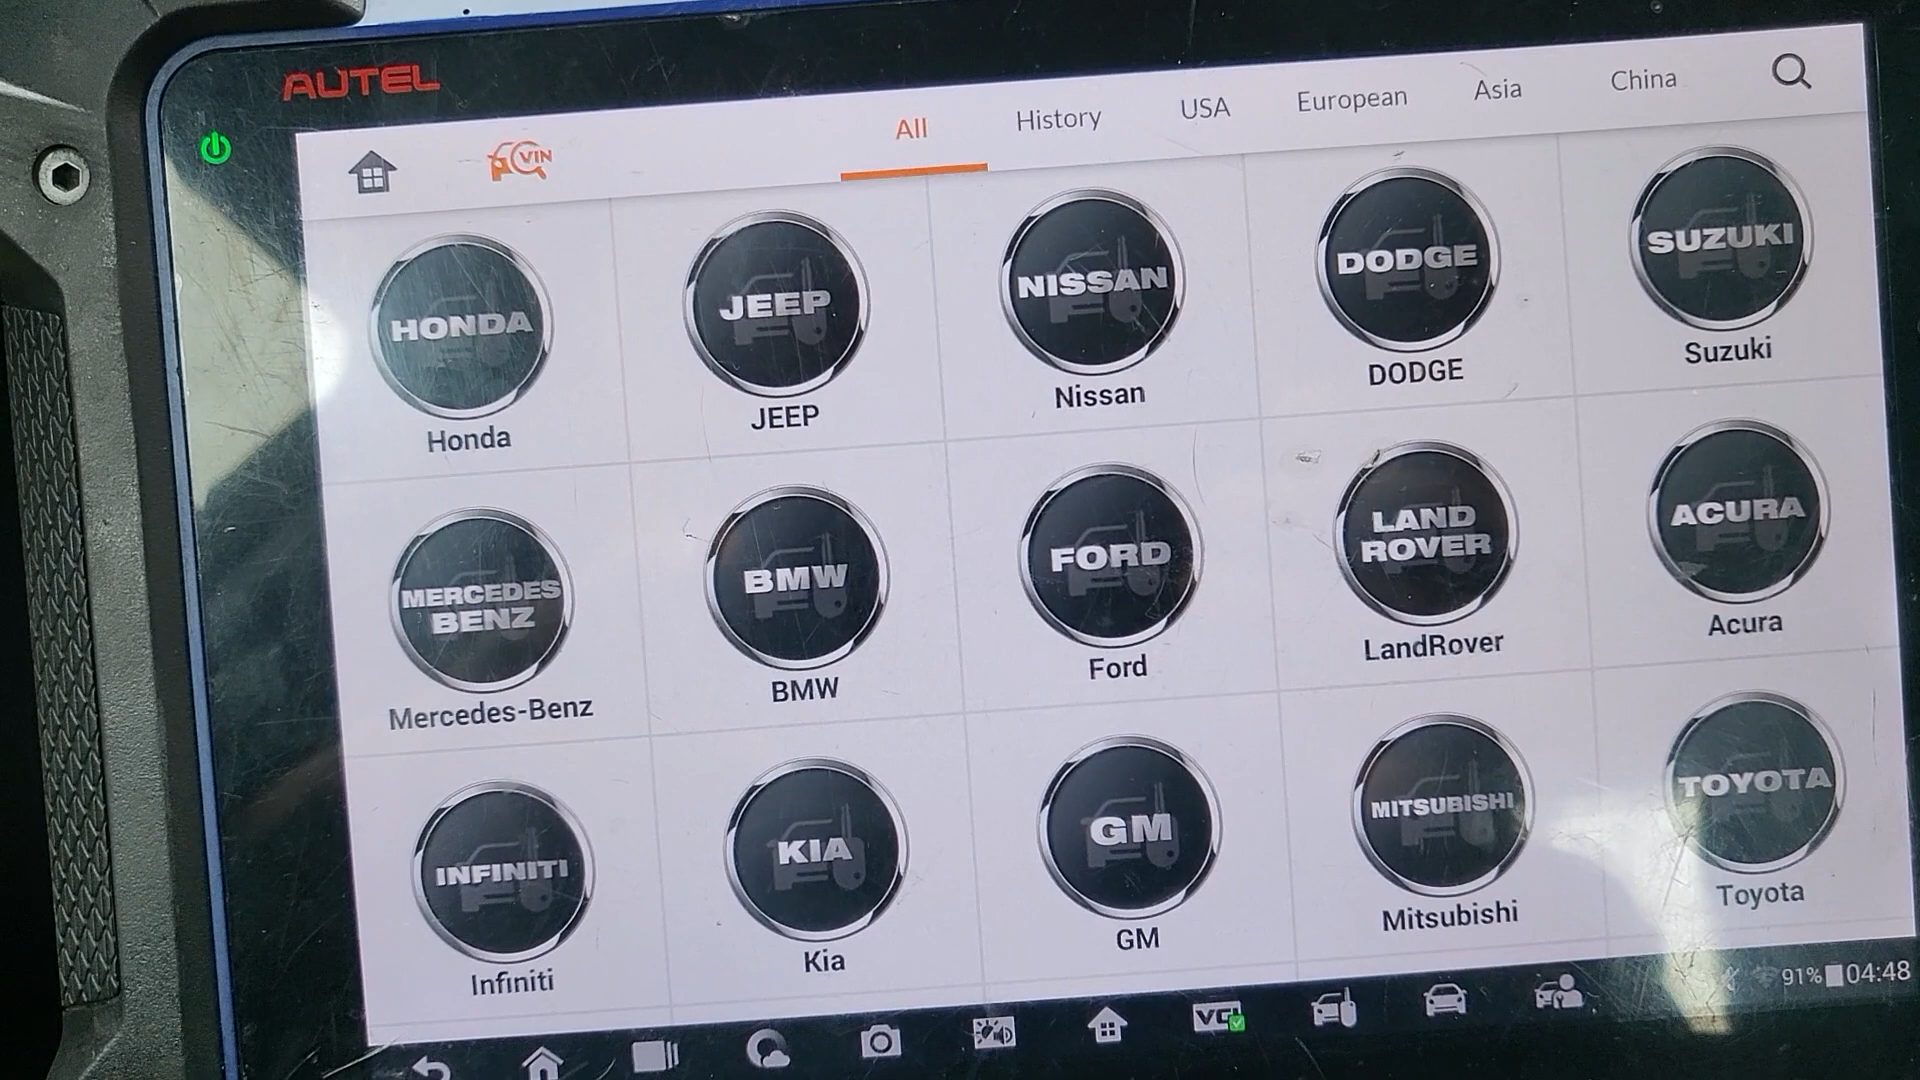 AUTEL
VIN
All
History
USA
European
Asia
China
HONDA
Honda
JEEP
JEEP
NISSAN
Nissan
DODGE
DODGE
SUZUKI
Suzuki
MERCEDES
BENZ
Mercedes-Benz
BMW
BMW
FORD
Ford
LAND
ROVER
LandRover
ACURA
Acura
INFINITI
Infiniti
KIA
Kia
GM
GM
MITSUBISHI
Mitsubishi
TOYOTA
Toyota
VCI
91%
04:48